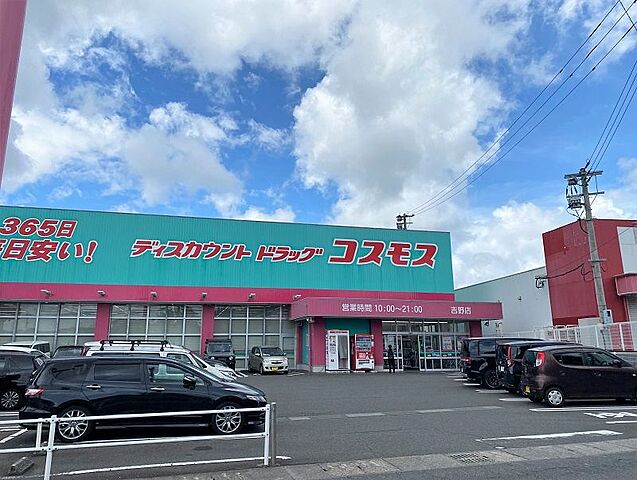 365日
毎日安い!
ディスカウント ドラッグ コスモス
営業時間 10:00~21:00 吉野店